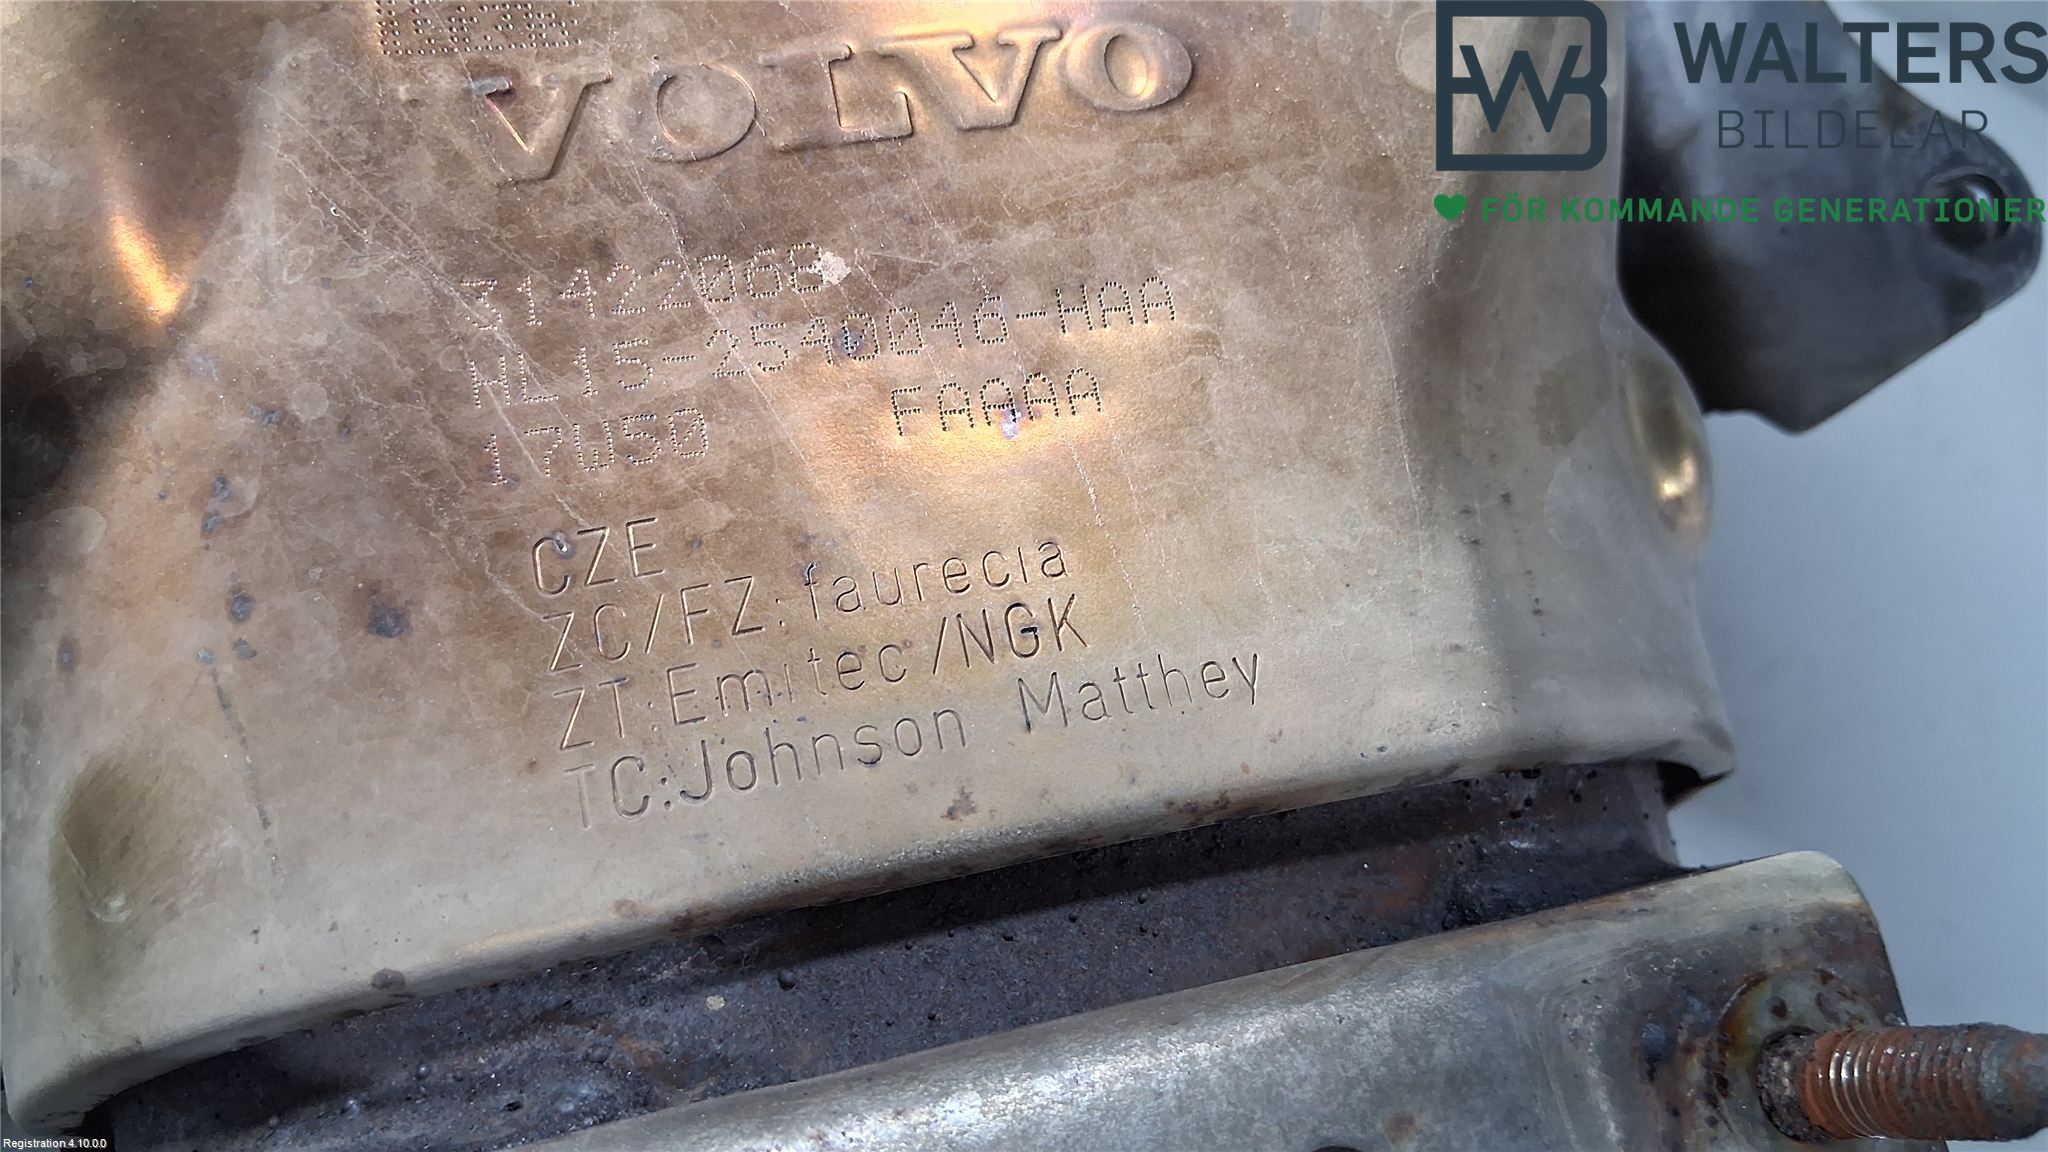 VOLVO
31422068
HL15-2540046-HAA
17W50 FAAAA
CZE
ZC/FZ: faurecia
ZT:Emitec/NGK
TC:Johnson Matthey
WALTERS
BILDELAR
FÖR KOMMANDE GENERATIONER
Registration 4.10.0.0